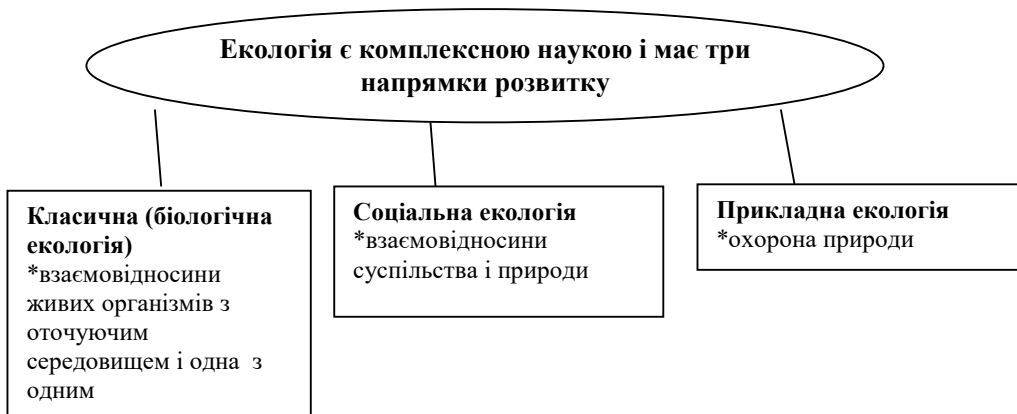 Екологія є комплексною наукою і має три
напрямки розвитку
Класична (біологічна
екологія)
*взаємовідносини
живих організмів з
оточуючим
середовищем і одна  з
одним
Соціальна екологія
*взаємовідносини
суспільства і природи
Прикладна екологія
*охорона природи